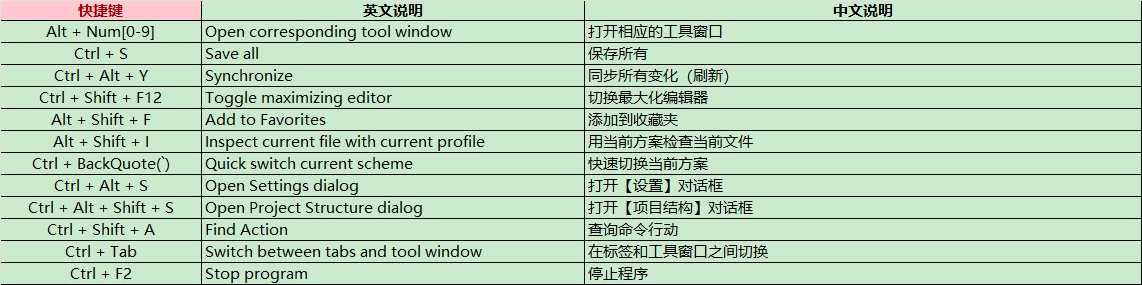 快捷键 英文说明 中文说明
Alt + Num[0-9] Open corresponding tool window 打开相应的工具窗口
Ctrl + S Save all 保存所有
Ctrl + Alt + Y Synchronize 同步所有变化（刷新）
Ctrl + Shift + F12 Toggle maximizing editor 切换最大化编辑器
Alt + Shift + F Add to Favorites 添加到收藏夹
Alt + Shift + I Inspect current file with current profile 用当前方案检查当前文件
Ctrl + BackQuote(`) Quick switch current scheme 快速切换当前方案
Ctrl + Alt + S Open Settings dialog 打开【设置】对话框
Ctrl + Alt + Shift + S Open Project Structure dialog 打开【项目结构】对话框
Ctrl + Shift + A Find Action 查询命令行动
Ctrl + Tab Switch between tabs and tool window 在标签和工具窗口之间切换
Ctrl + F2 Stop program 停止程序